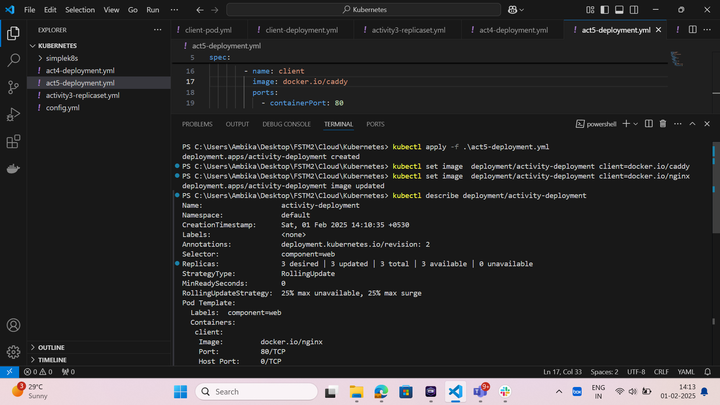 File Edit Selection View Go Run ···
Kubernetes
EXPLORER ···
client-pod.yml
client-deployment.yml
activity3-replicaset.yml
act4-deployment.yml
act5-deployment.yml
KUBERNETES
simplek8s
act4-deployment.yml
act5-deployment.yml
activity3-replicaset.yml
config.yml
act5-deployment.yml
5 spec:
16 - name: client
17 image: docker.io/caddy
18 ports:
19 - containerPort: 80
PROBLEMS OUTPUT DEBUG CONSOLE TERMINAL PORTS
powershell
PS C:\Users\Ambika\Desktop\FSTM2\Cloud\Kubernetes> kubectl apply -f .\act5-deployment.yml
deployment.apps/activity-deployment created
PS C:\Users\Ambika\Desktop\FSTM2\Cloud\Kubernetes> kubectl set image deployment/activity-deployment client=docker.io/caddy
PS C:\Users\Ambika\Desktop\FSTM2\Cloud\Kubernetes> kubectl set image deployment/activity-deployment client=docker.io/nginx
deployment.apps/activity-deployment image updated
PS C:\Users\Ambika\Desktop\FSTM2\Cloud\Kubernetes> kubectl describe deployment/activity-deployment
Name: activity-deployment
Namespace: default
CreationTimestamp: Sat, 01 Feb 2025 14:10:35 +0530
Labels: <none>
Annotations: deployment.kubernetes.io/revision: 2
Selector: component=web
Replicas: 3 desired | 3 updated | 3 total | 3 available | 0 unavailable
StrategyType: RollingUpdate
MinReadySeconds: 0
RollingUpdateStrategy: 25% max unavailable, 25% max surge
Pod Template:
Labels: component=web
Containers:
client:
Image: docker.io/nginx
Port: 80/TCP
Host Port: 0/TCP
OUTLINE
TIMELINE
0 0 0 Ln 17, Col 33 Spaces: 2 UTF-8 CRLF YAML
3 29°C
Sunny
Search
9+
ENG
IN
14:13
01-02-2025